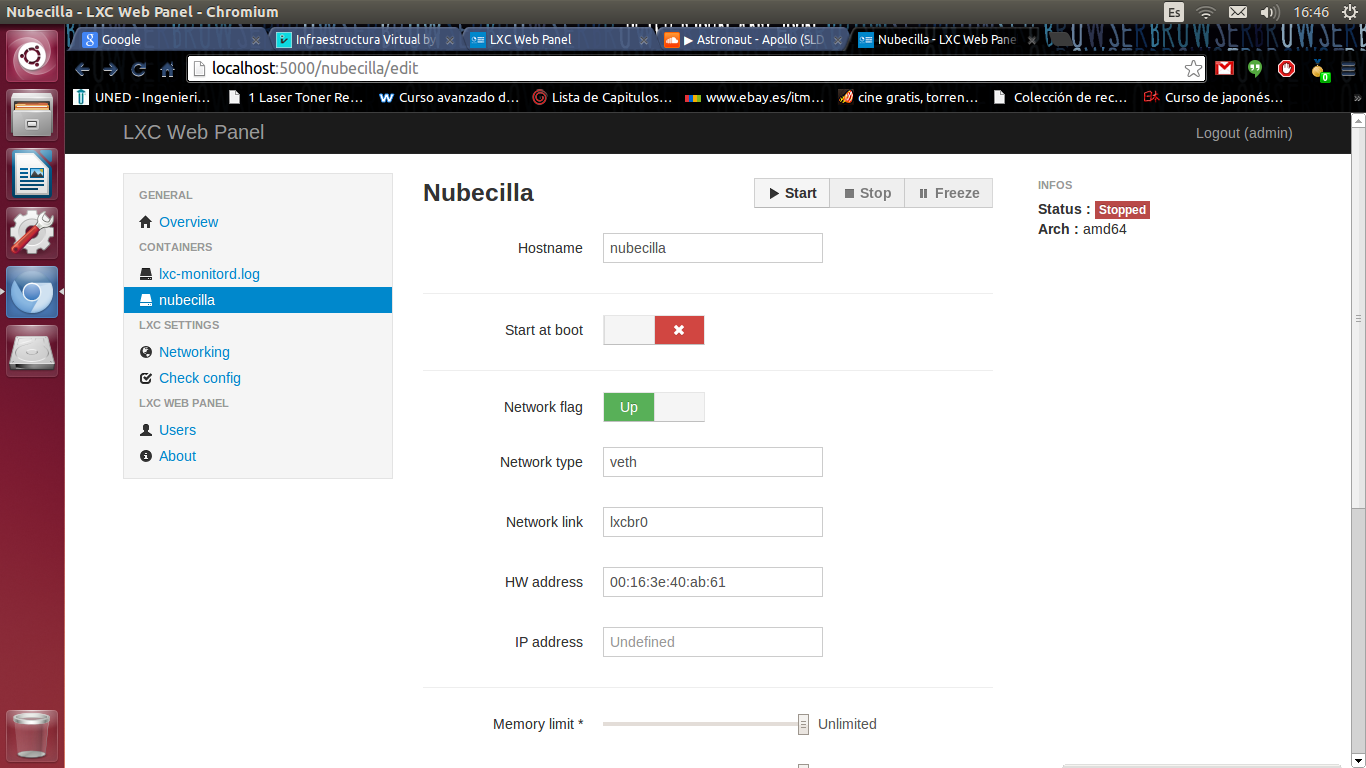 Nubecilla - LXC Web Panel - Chromium
Es
16:46
Google
Infraestructura Virtual by
LXC Web Panel
▶ Astronaut - Apollo (SLD
Nubecilla - LXC Web Pane
localhost:5000/nubecilla/edit
0
UNED - Ingenieri...
1 Laser Toner Re...
Curso avanzado d...
Lista de Capitulos...
www.ebay.es/itm...
cine gratis, torren...
Colección de rec...
Curso de japonés...
»
LXC Web Panel
Logout (admin)
GENERAL
Overview
CONTAINERS
lxc-monitord.log
nubecilla
LXC SETTINGS
Networking
Check config
LXC WEB PANEL
Users
About
Nubecilla
Start
Stop
Freeze
Hostname
nubecilla
Start at boot
Network flag
Up
Network type
veth
Network link
lxcbr0
HW address
00:16:3e:40:ab:61
IP address
Undefined
Memory limit *
Unlimited
INFOS
Status : Stopped
Arch : amd64